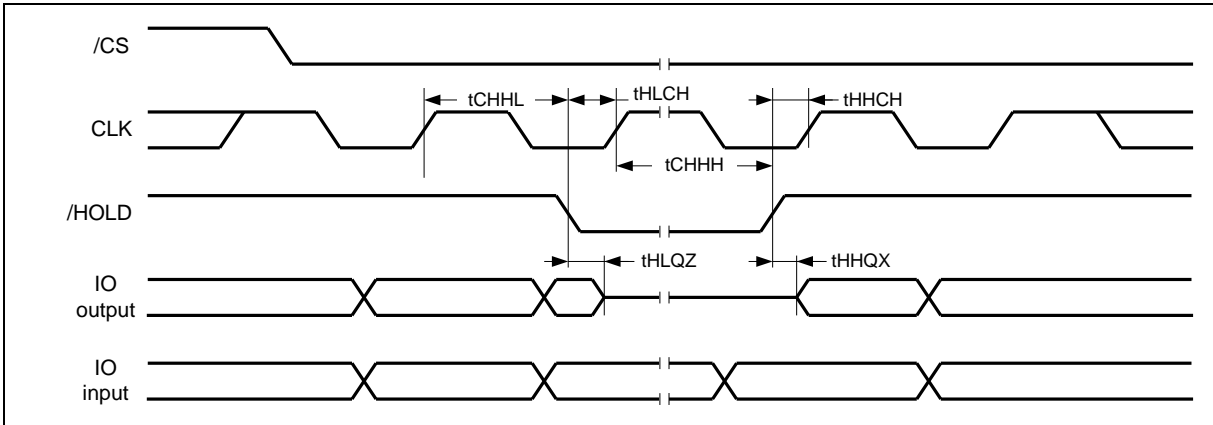 /CS
tCHHL
tHLCH
tHHCH
CLK
tCHHH
/HOLD
tHLQZ
tHHQX
IO
output
IO
input